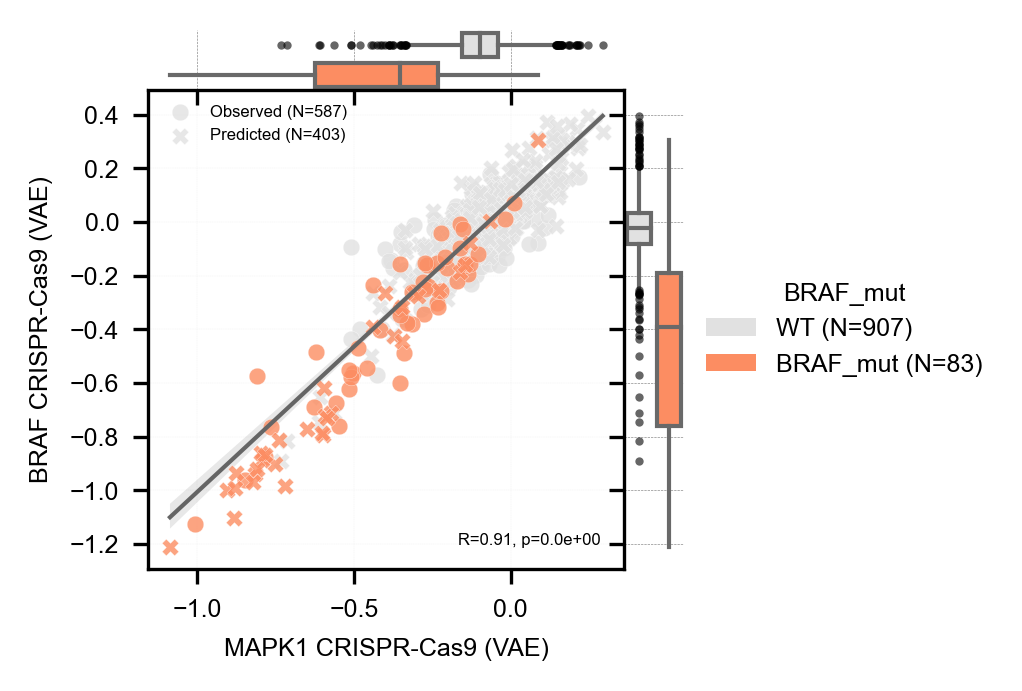 Observed (N=587)
Predicted (N=403)
0.4
0.2
0.0
−0.2
−0.4
−0.6
−0.8
−1.0
−1.2
BRAF CRISPR-Cas9 (VAE)
R=0.91, p=0.0e+00
−1.0
−0.5
0.0
MAPK1 CRISPR-Cas9 (VAE)
BRAF_mut
WT (N=907)
BRAF_mut (N=83)